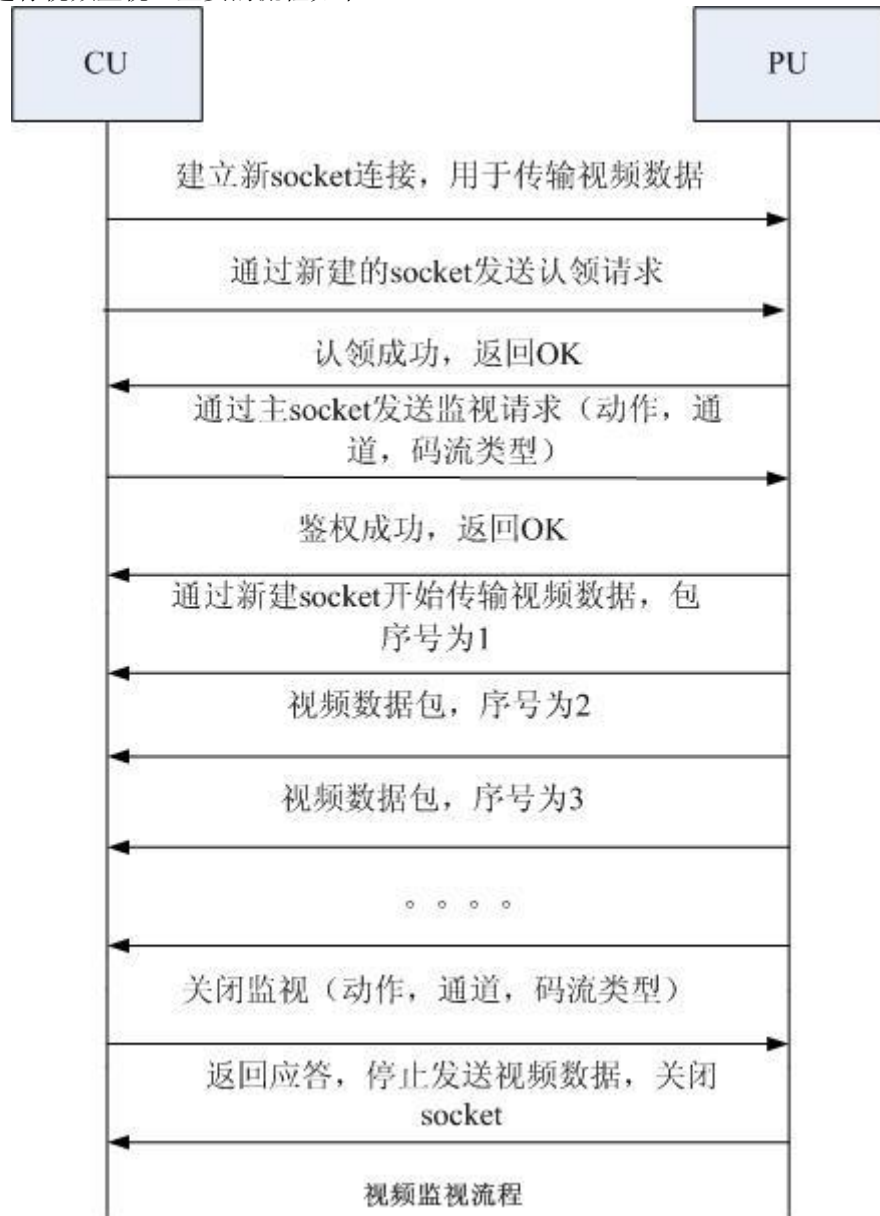 CU
PU
建立新socket连接，用于传输视频数据
通过新建的socket发送认领请求
认领成功，返回OK
通过主socket发送监视请求（动作，通
道，码流类型）
鉴权成功，返回OK
通过新建socket开始传输视频数据，包
序号为1
视频数据包，序号为2
视频数据包，序号为3
。。。。
关闭监视（动作，通道，码流类型）
返回应答，停止发送视频数据，关闭
socket
视频监视流程